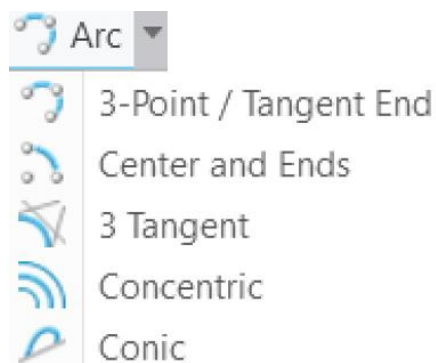 Arc
3-Point / Tangent End
Center and Ends
3 Tangent
Concentric
Conic